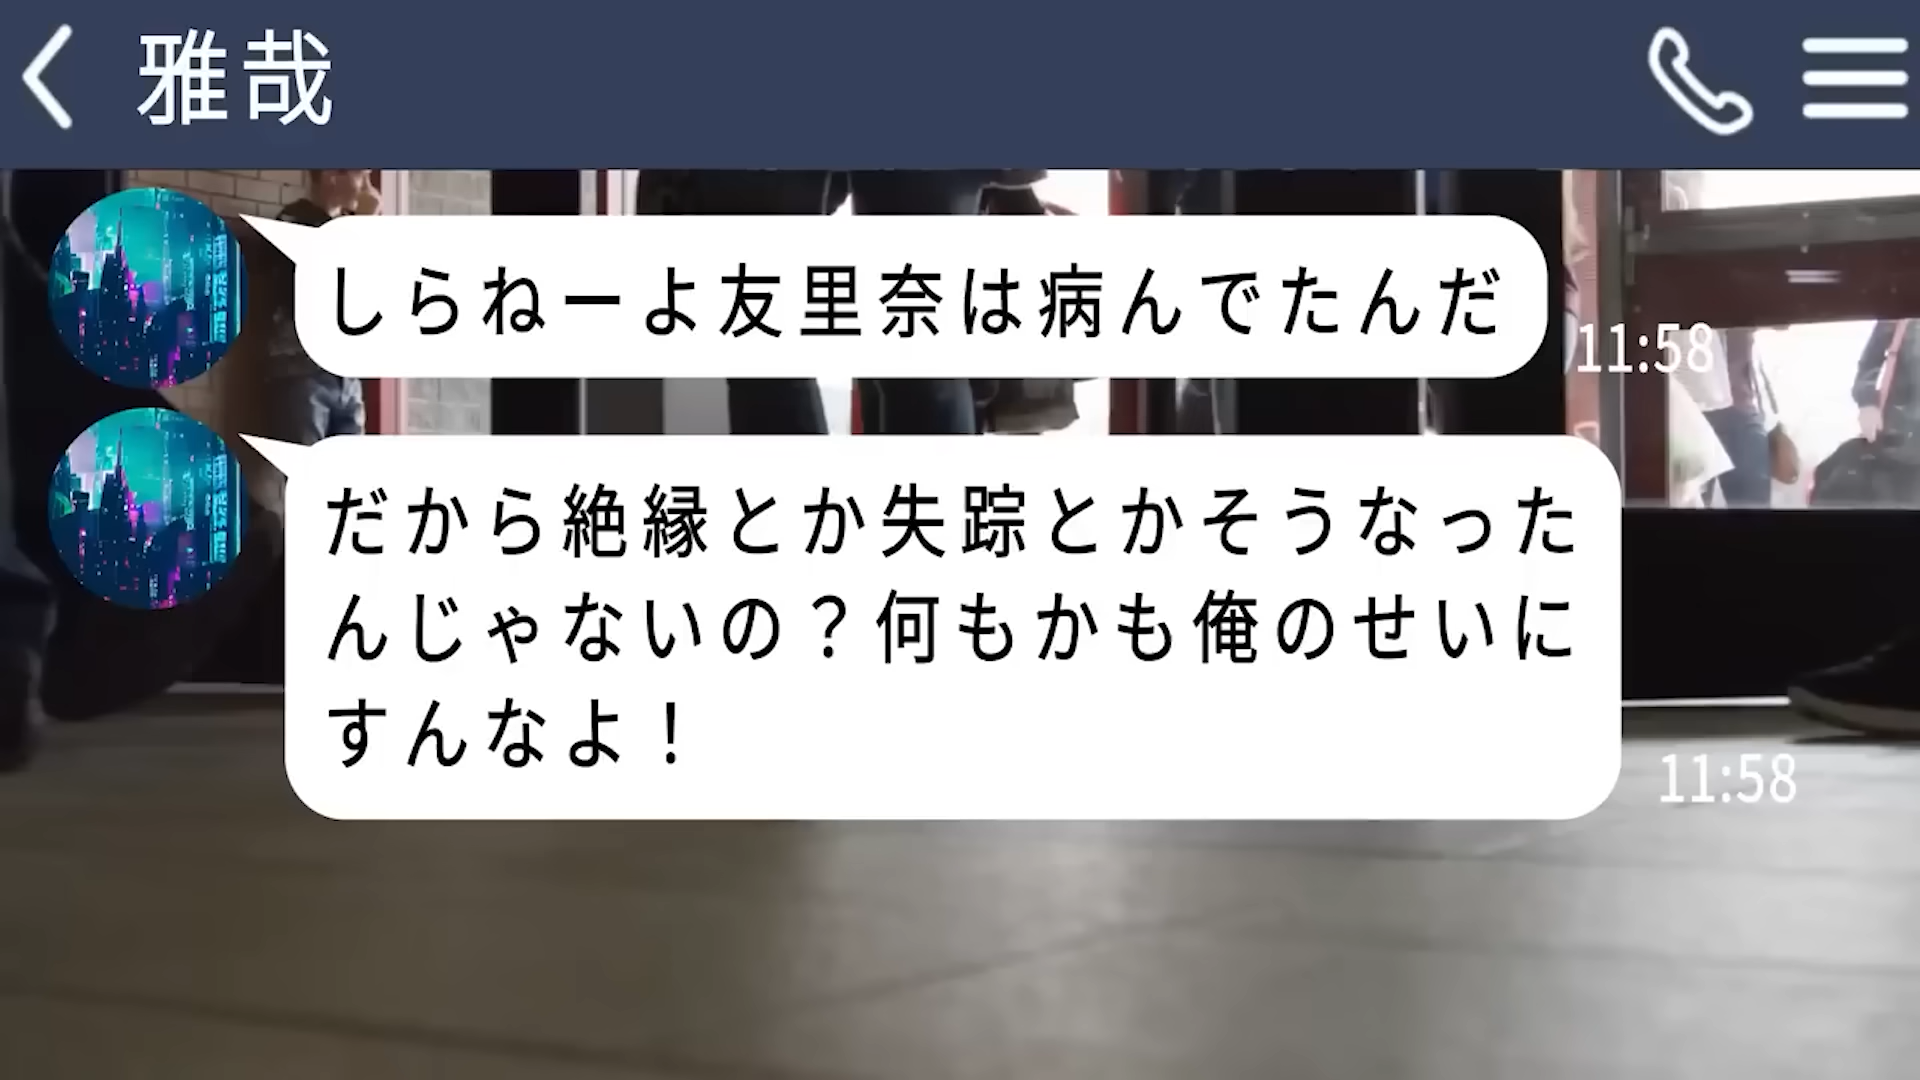 雅哉
しらねーよ友里奈は病んでたんだ
11:58
だから絶縁とか失踪とかそうなった
んじゃないの？何もかも俺のせいに
すんなよ！
11:58